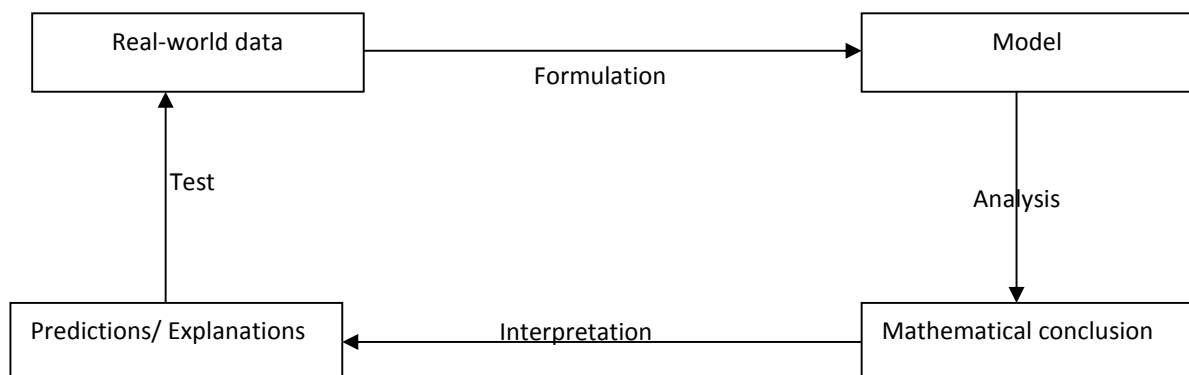 Real-world data
Model
Formulation
Test
Analysis
Predictions/ Explanations
Interpretation
Mathematical conclusion